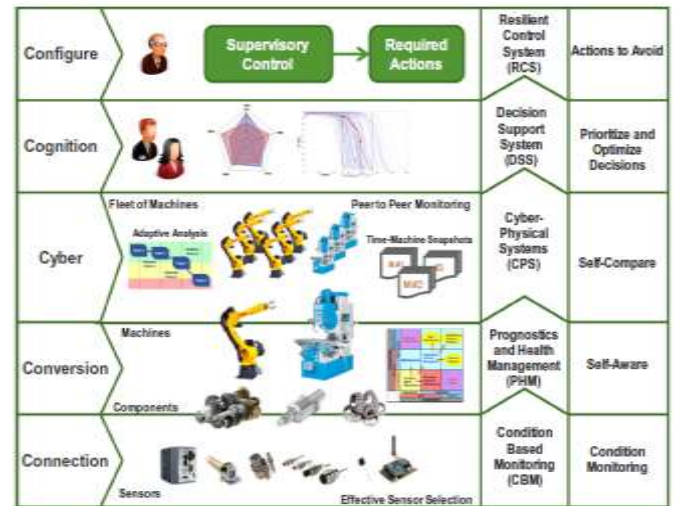 Configure
Supervisory
Control
Required
Actions
Resilient
Control
System
(RCS)
Actions to Avoid
Cognition
Decision
Support
System
(DSS)
Prioritize and
Optimize
Decisions
Cyber
Fleet of Machines
Peer to Peer Monitoring
Adaptive Analysis
Time-Machine Snapshots
Cyber-
Physical
Systems
(CPS)
Self-Compare
Conversion
Machines
Components
Prognostics
and Health
Management
(PHM)
Self-Aware
Connection
Sensors
Effective Sensor Selection
Condition
Based
Monitoring
(CBM)
Condition
Monitoring